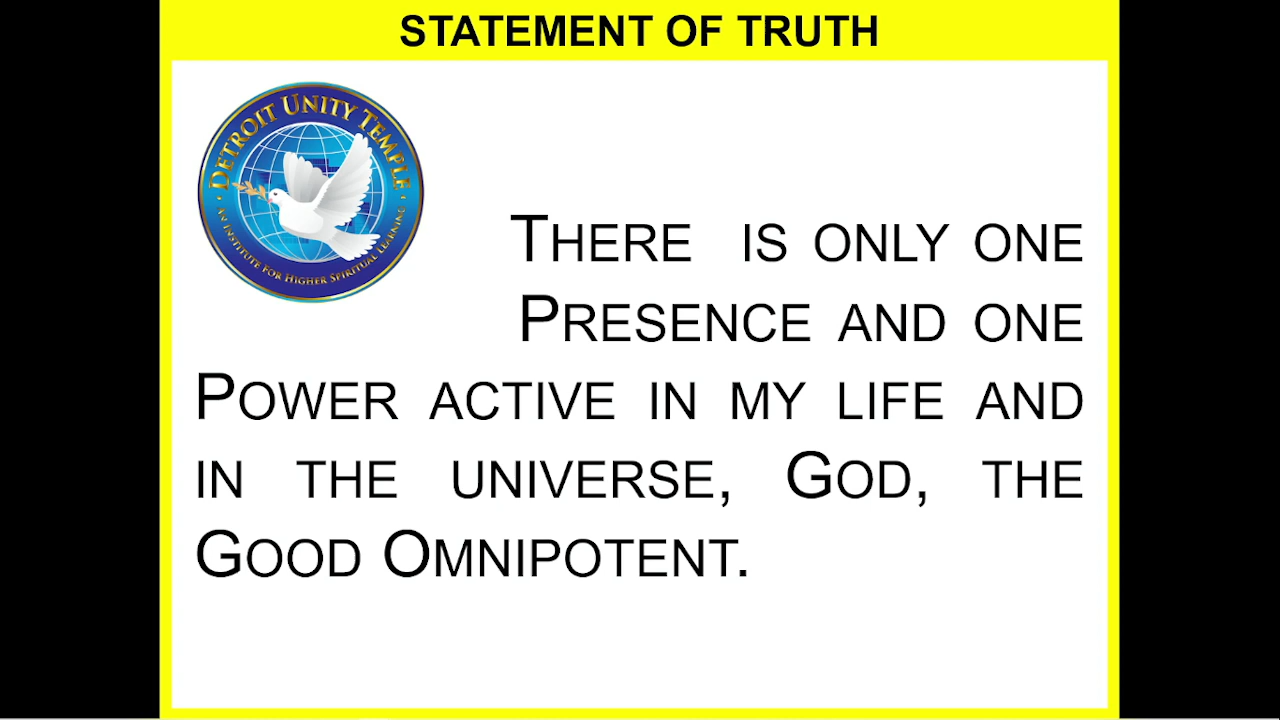 STATEMENT OF TRUTH
DETROIT UNITY TEMPLE
AN INSTITUTE FOR HIGHER SPIRITUAL LEARNING
THERE IS ONLY ONE
PRESENCE AND ONE
POWER ACTIVE IN MY LIFE AND
IN THE UNIVERSE, GOD, THE
GOOD OMNIPOTENT.